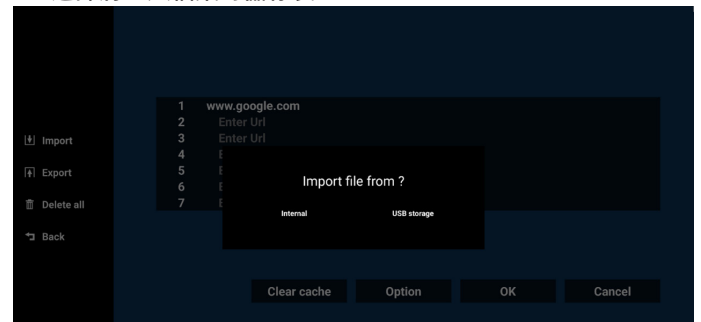 1 www.google.com
2 Enter Url
3 Enter Url
4 E
5 E
6 E
7 E
Import
Export
Delete all
Back
Import file from ?
Internal USB storage
Clear cache Option OK Cancel